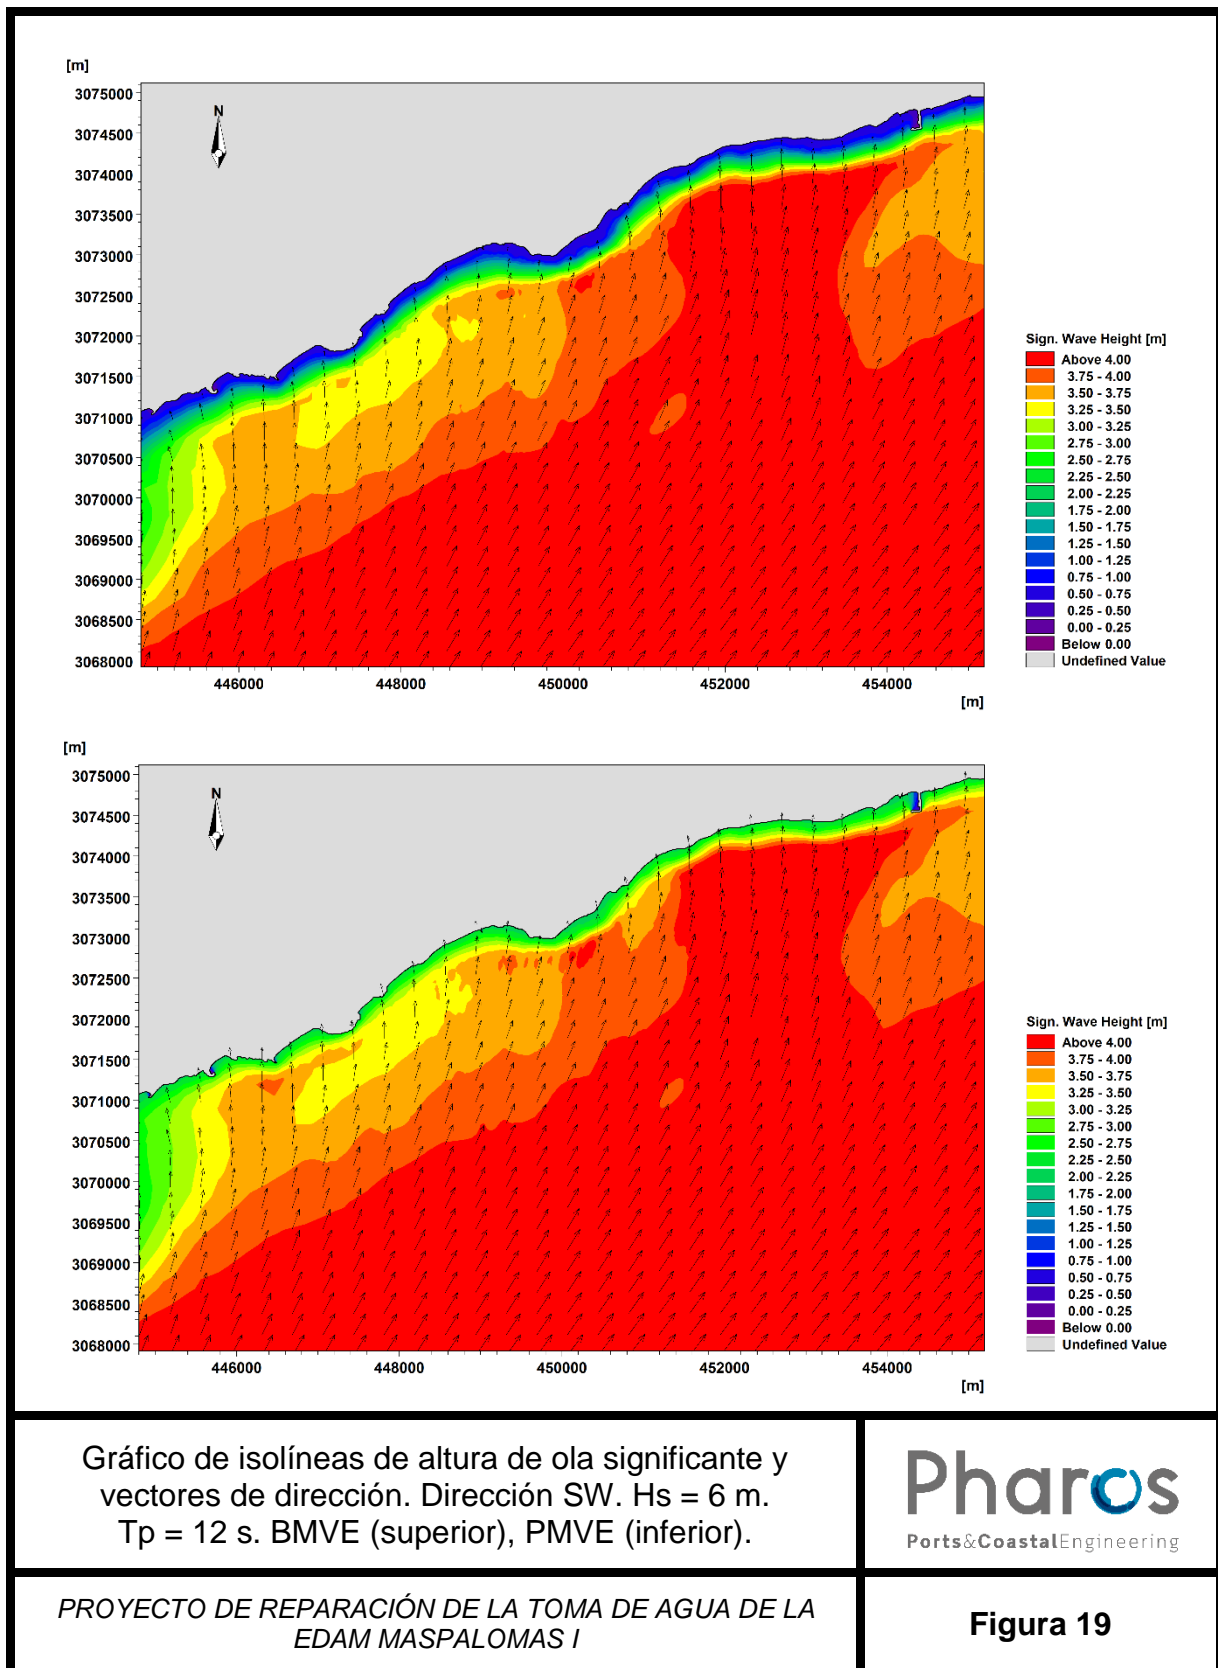 [m]
3075000
3074500
3074000
3073500
3073000
3072500
3072000
3071500
3071000
3070500
3070000
3069500
3069000
3068500
3068000
N
446000 448000 450000 452000 454000
[m]
Sign. Wave Height [m]
Above 4.00
3.75 - 4.00
3.50 - 3.75
3.25 - 3.50
3.00 - 3.25
2.75 - 3.00
2.50 - 2.75
2.25 - 2.50
2.00 - 2.25
1.75 - 2.00
1.50 - 1.75
1.25 - 1.50
1.00 - 1.25
0.75 - 1.00
0.50 - 0.75
0.25 - 0.50
0.00 - 0.25
Below 0.00
Undefined Value
[m]
3075000
3074500
3074000
3073500
3073000
3072500
3072000
3071500
3071000
3070500
3070000
3069500
3069000
3068500
3068000
N
446000 448000 450000 452000 454000
[m]
Sign. Wave Height [m]
Above 4.00
3.75 - 4.00
3.50 - 3.75
3.25 - 3.50
3.00 - 3.25
2.75 - 3.00
2.50 - 2.75
2.25 - 2.50
2.00 - 2.25
1.75 - 2.00
1.50 - 1.75
1.25 - 1.50
1.00 - 1.25
0.75 - 1.00
0.50 - 0.75
0.25 - 0.50
0.00 - 0.25
Below 0.00
Undefined Value
Gráfico de isolíneas de altura de ola significante y
vectores de dirección. Dirección SW. Hs = 6 m.
Tp = 12 s. BMVE (superior), PMVE (inferior).
Pharos
Ports&CoastalEngineering
PROYECTO DE REPARACIÓN DE LA TOMA DE AGUA DE LA
EDAM MASPALOMAS I
Figura 19